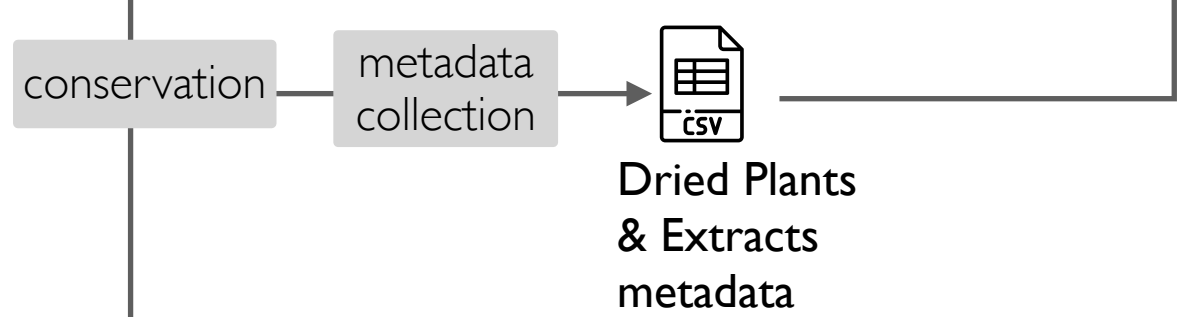 conservation
metadata
collection
CSV
Dried Plants
& Extracts
metadata